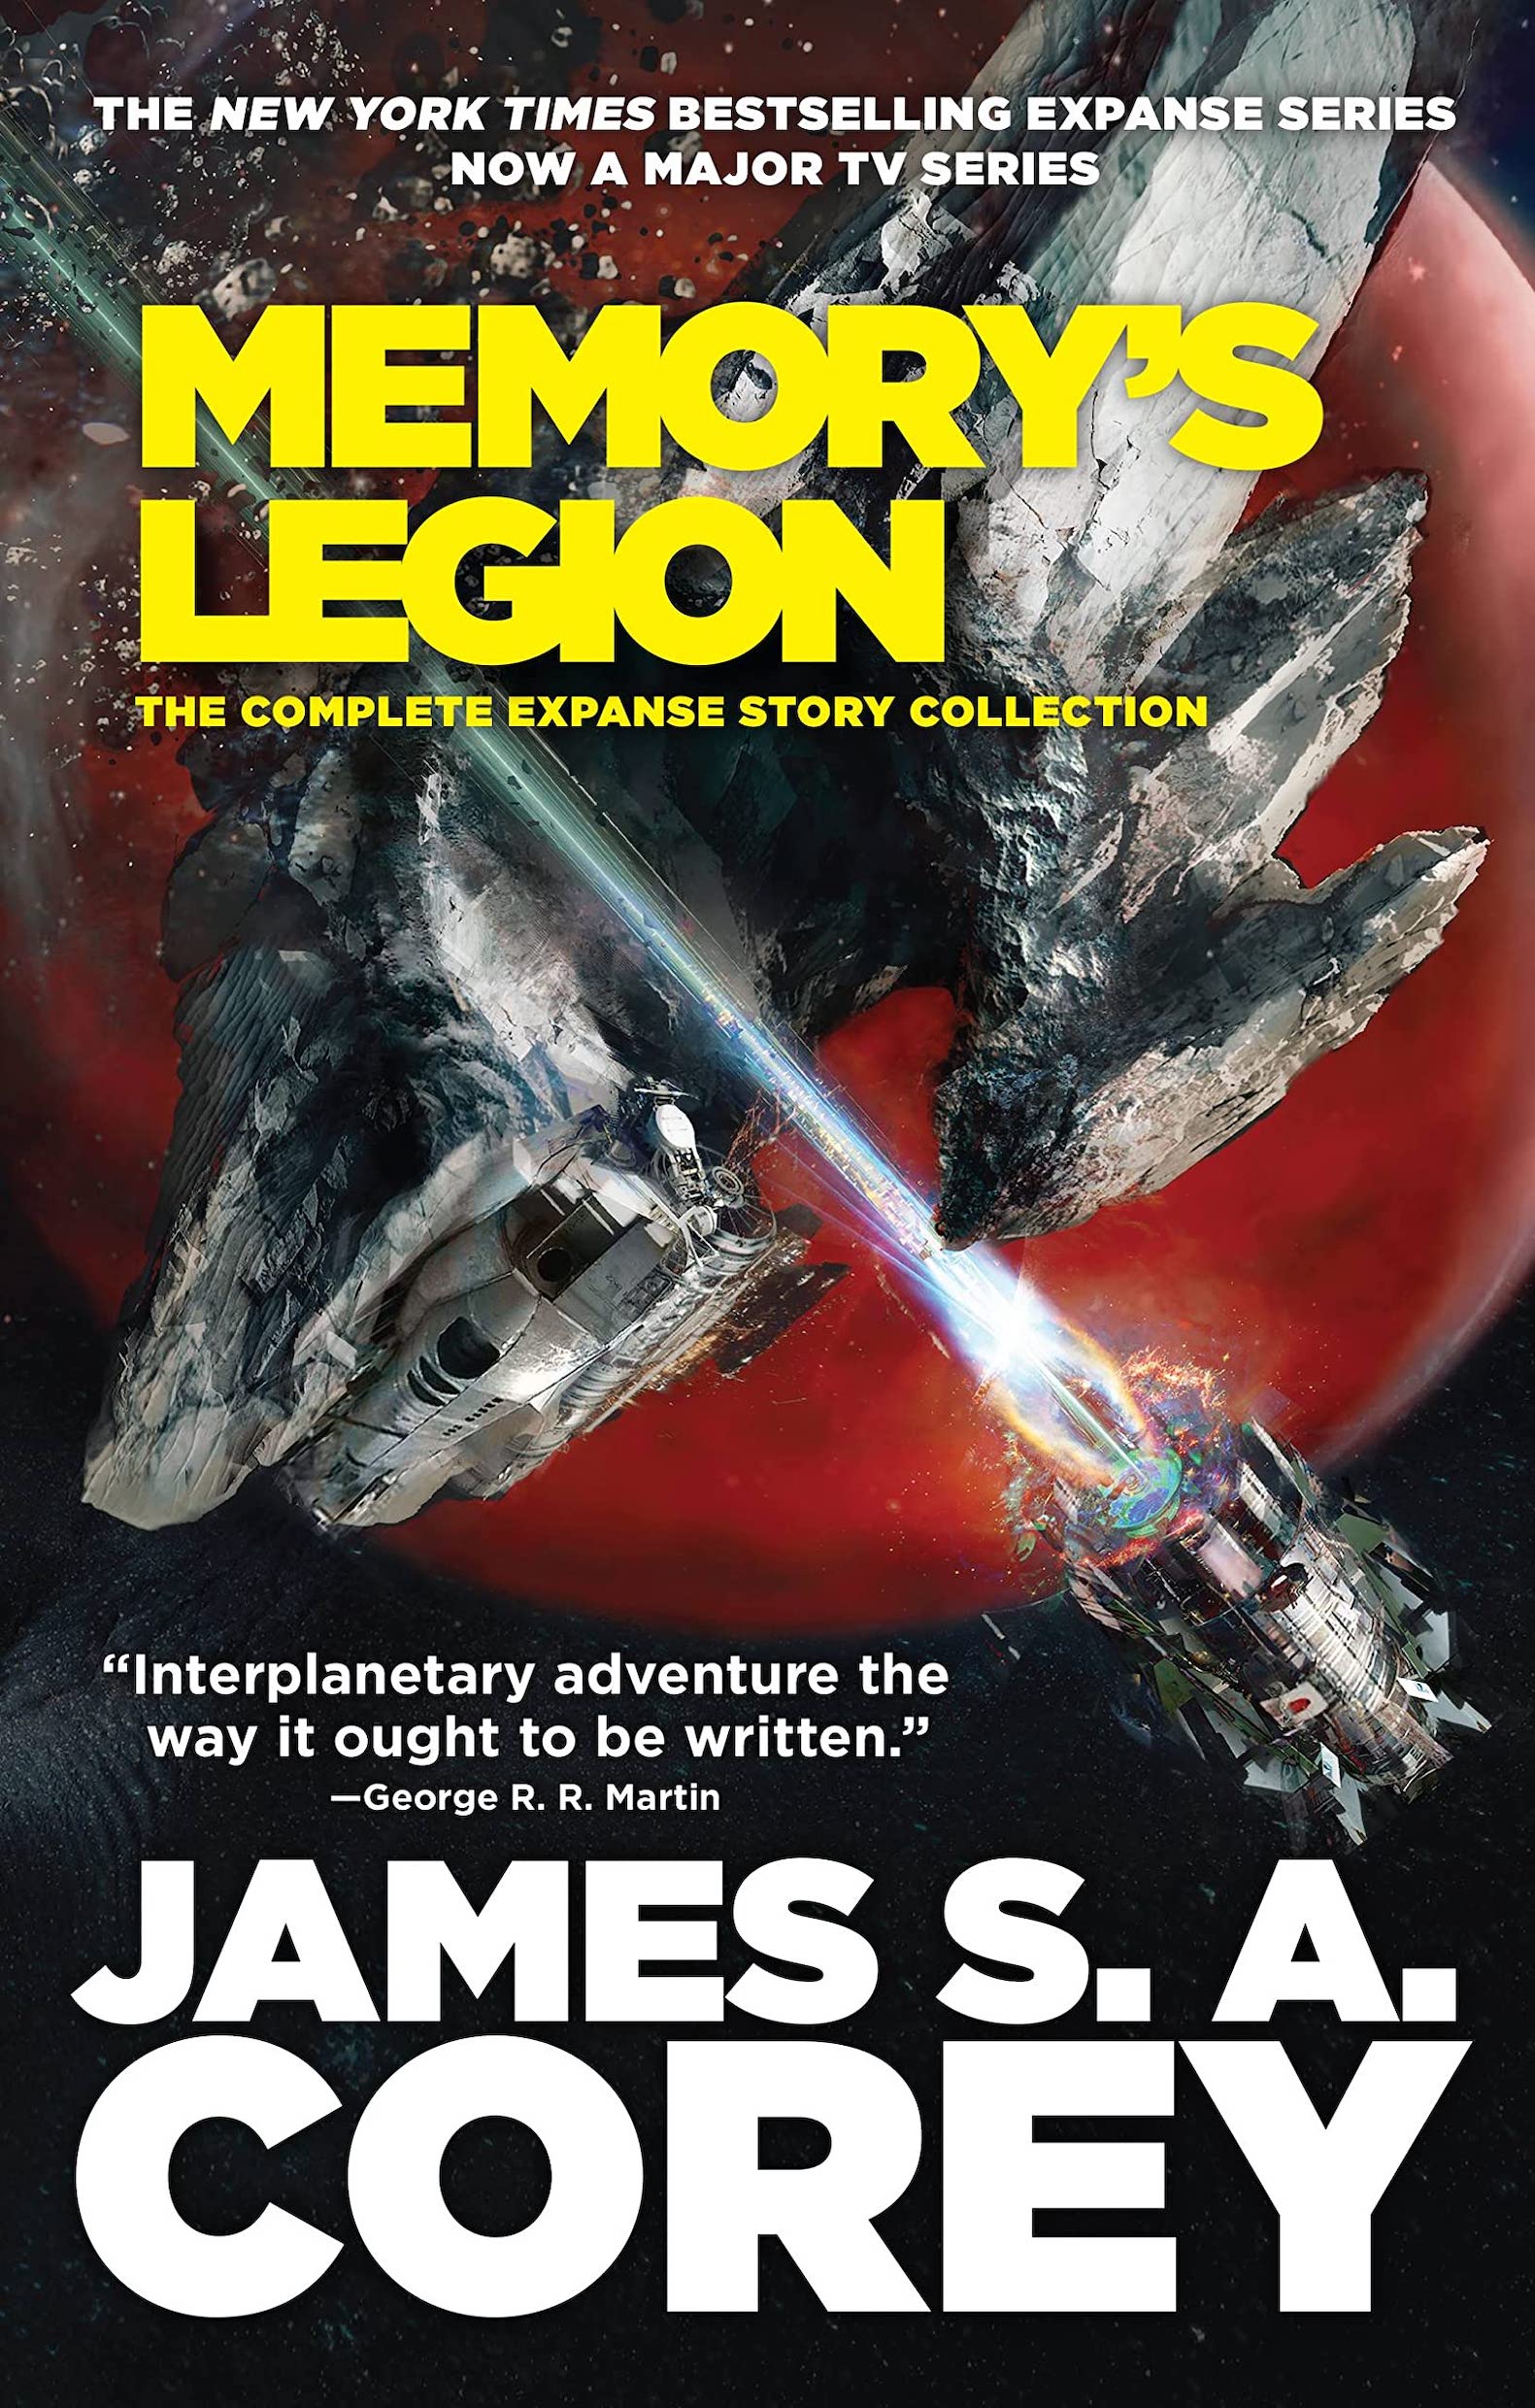 THE NEW YORK TIMES BESTSELLING EXPANSE SERIES
NOW A MAJOR TV SERIES
MEMORY'S
LEGION
THE COMPLETE EXPANSE STORY COLLECTION
“Interplanetary adventure the
way it ought to be written.”
—George R. R. Martin
JAMES S. A.
COREY